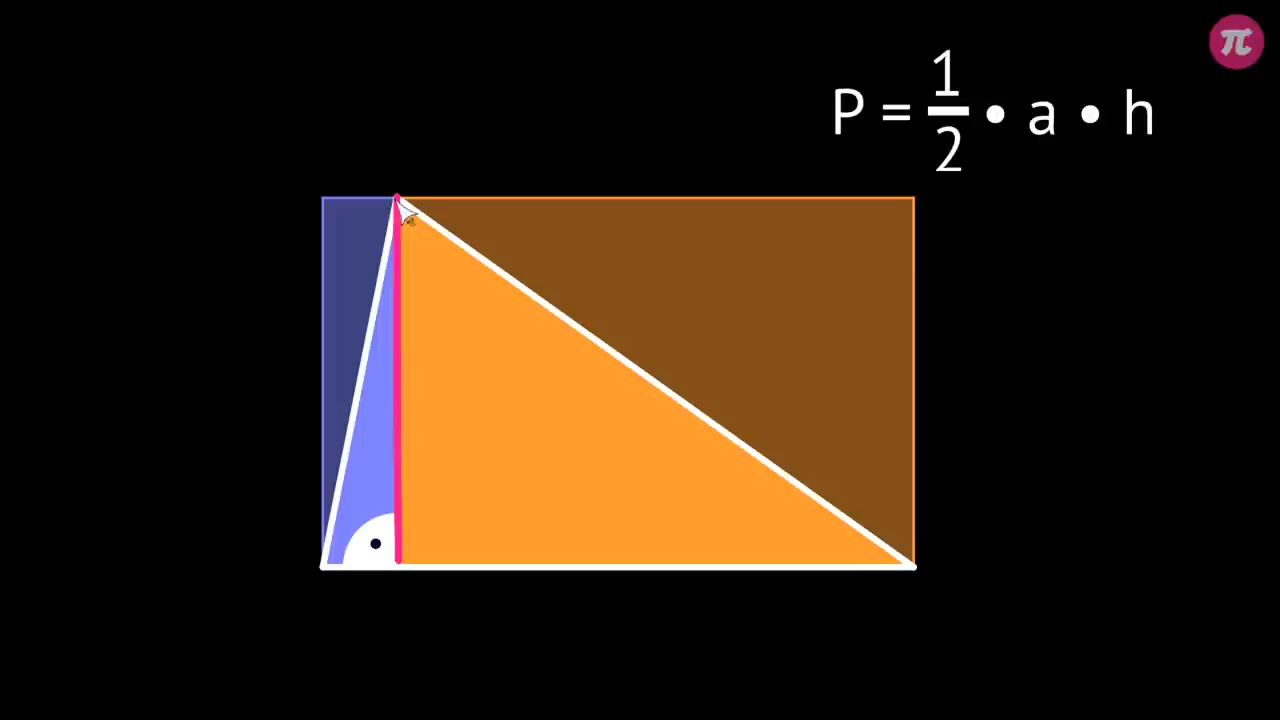 π
P = 1/2 • a • h